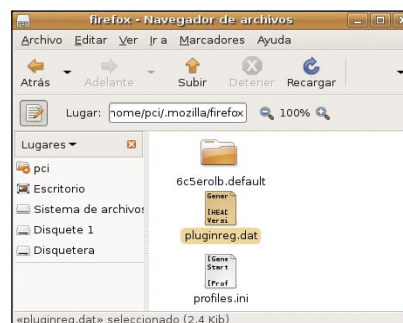 firefox - Navegador de archivos
Archivo Editar Ver Ir a Marcadores Ayuda
Atrás Adelante Subir Detener Recargar
Lugar: home/pci/.mozilla/firefox 100%
Lugares
pci
Escritorio
Sistema de archivos
Disquete 1
Disquetera
6c5erolb.default
Gener
[HEAD
Versi
pluginreg.dat
[Gene
Start
[Prof
profiles.ini
«pluginreg.dat» seleccionado (2,4 Kib)